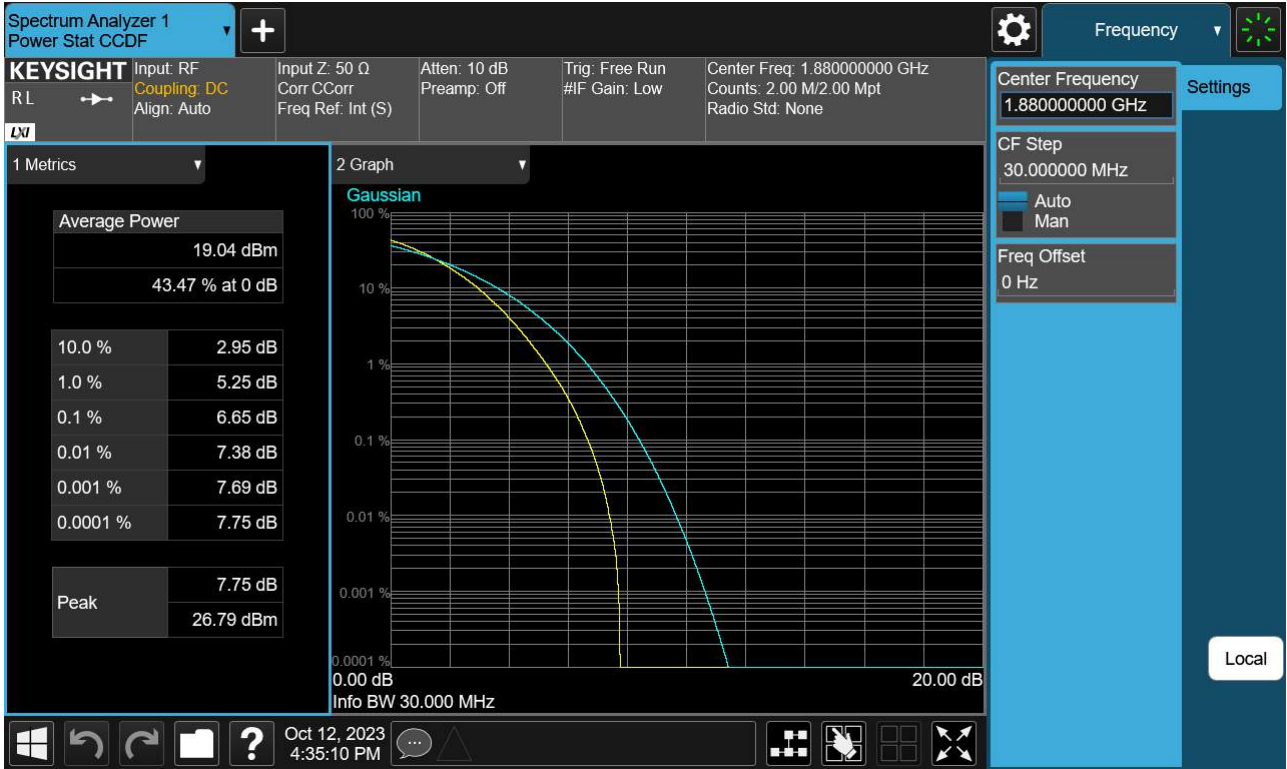 Spectrum Analyzer 1
Power Stat CCDF
+
Frequency
KEYSIGHT
R L
LXI
Input: RF
Coupling: DC
Align: Auto
Input Z: 50 Ω
Corr CCorr
Freq Ref: Int (S)
Atten: 10 dB
Preamp: Off
Trig: Free Run
#IF Gain: Low
Center Freq: 1.880000000 GHz
Counts: 2.00 M/2.00 Mpt
Radio Std: None
Center Frequency
1.880000000 GHz
Settings
CF Step
30.000000 MHz
Auto
Man
Freq Offset
0 Hz
Local
1 Metrics
Average Power
19.04 dBm
43.47 % at 0 dB
10.0 % 2.95 dB
1.0 % 5.25 dB
0.1 % 6.65 dB
0.01 % 7.38 dB
0.001 % 7.69 dB
0.0001 % 7.75 dB
Peak
7.75 dB
26.79 dBm
2 Graph
Gaussian
100 %
10 %
1 %
0.1 %
0.01 %
0.001 %
0.0001 %
0.00 dB 20.00 dB
Info BW 30.000 MHz
?
Oct 12, 2023
4:35:10 PM